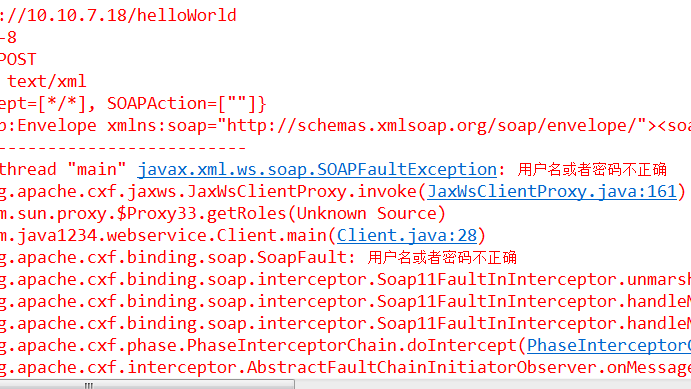 ://10.10.7.18/helloWorld
-8
POST
text/xml
ept=[*/*], SOAPAction=[""]}
p:Envelope xmlns:soap="http://schemas.xmlsoap.org/soap/envelope/"><soa
-------------------------
thread "main" javax.xml.ws.soap.SOAPFaultException: 用户名或者密码不正确
g.apache.cxf.jaxws.JaxWsClientProxy.invoke(JaxWsClientProxy.java:161)
m.sun.proxy.$Proxy33.getRoles(Unknown Source)
m.java1234.webservice.Client.main(Client.java:28)
g.apache.cxf.binding.soap.SoapFault: 用户名或者密码不正确
g.apache.cxf.binding.soap.interceptor.Soap11FaultInInterceptor.unmarsh
g.apache.cxf.binding.soap.interceptor.Soap11FaultInInterceptor.handleM
g.apache.cxf.binding.soap.interceptor.Soap11FaultInInterceptor.handleM
g.apache.cxf.phase.PhaseInterceptorChain.doIntercept(PhaseInterceptorC
g.apache.cxf.interceptor.AbstractFaultChainInitiatorObserver.onMessage